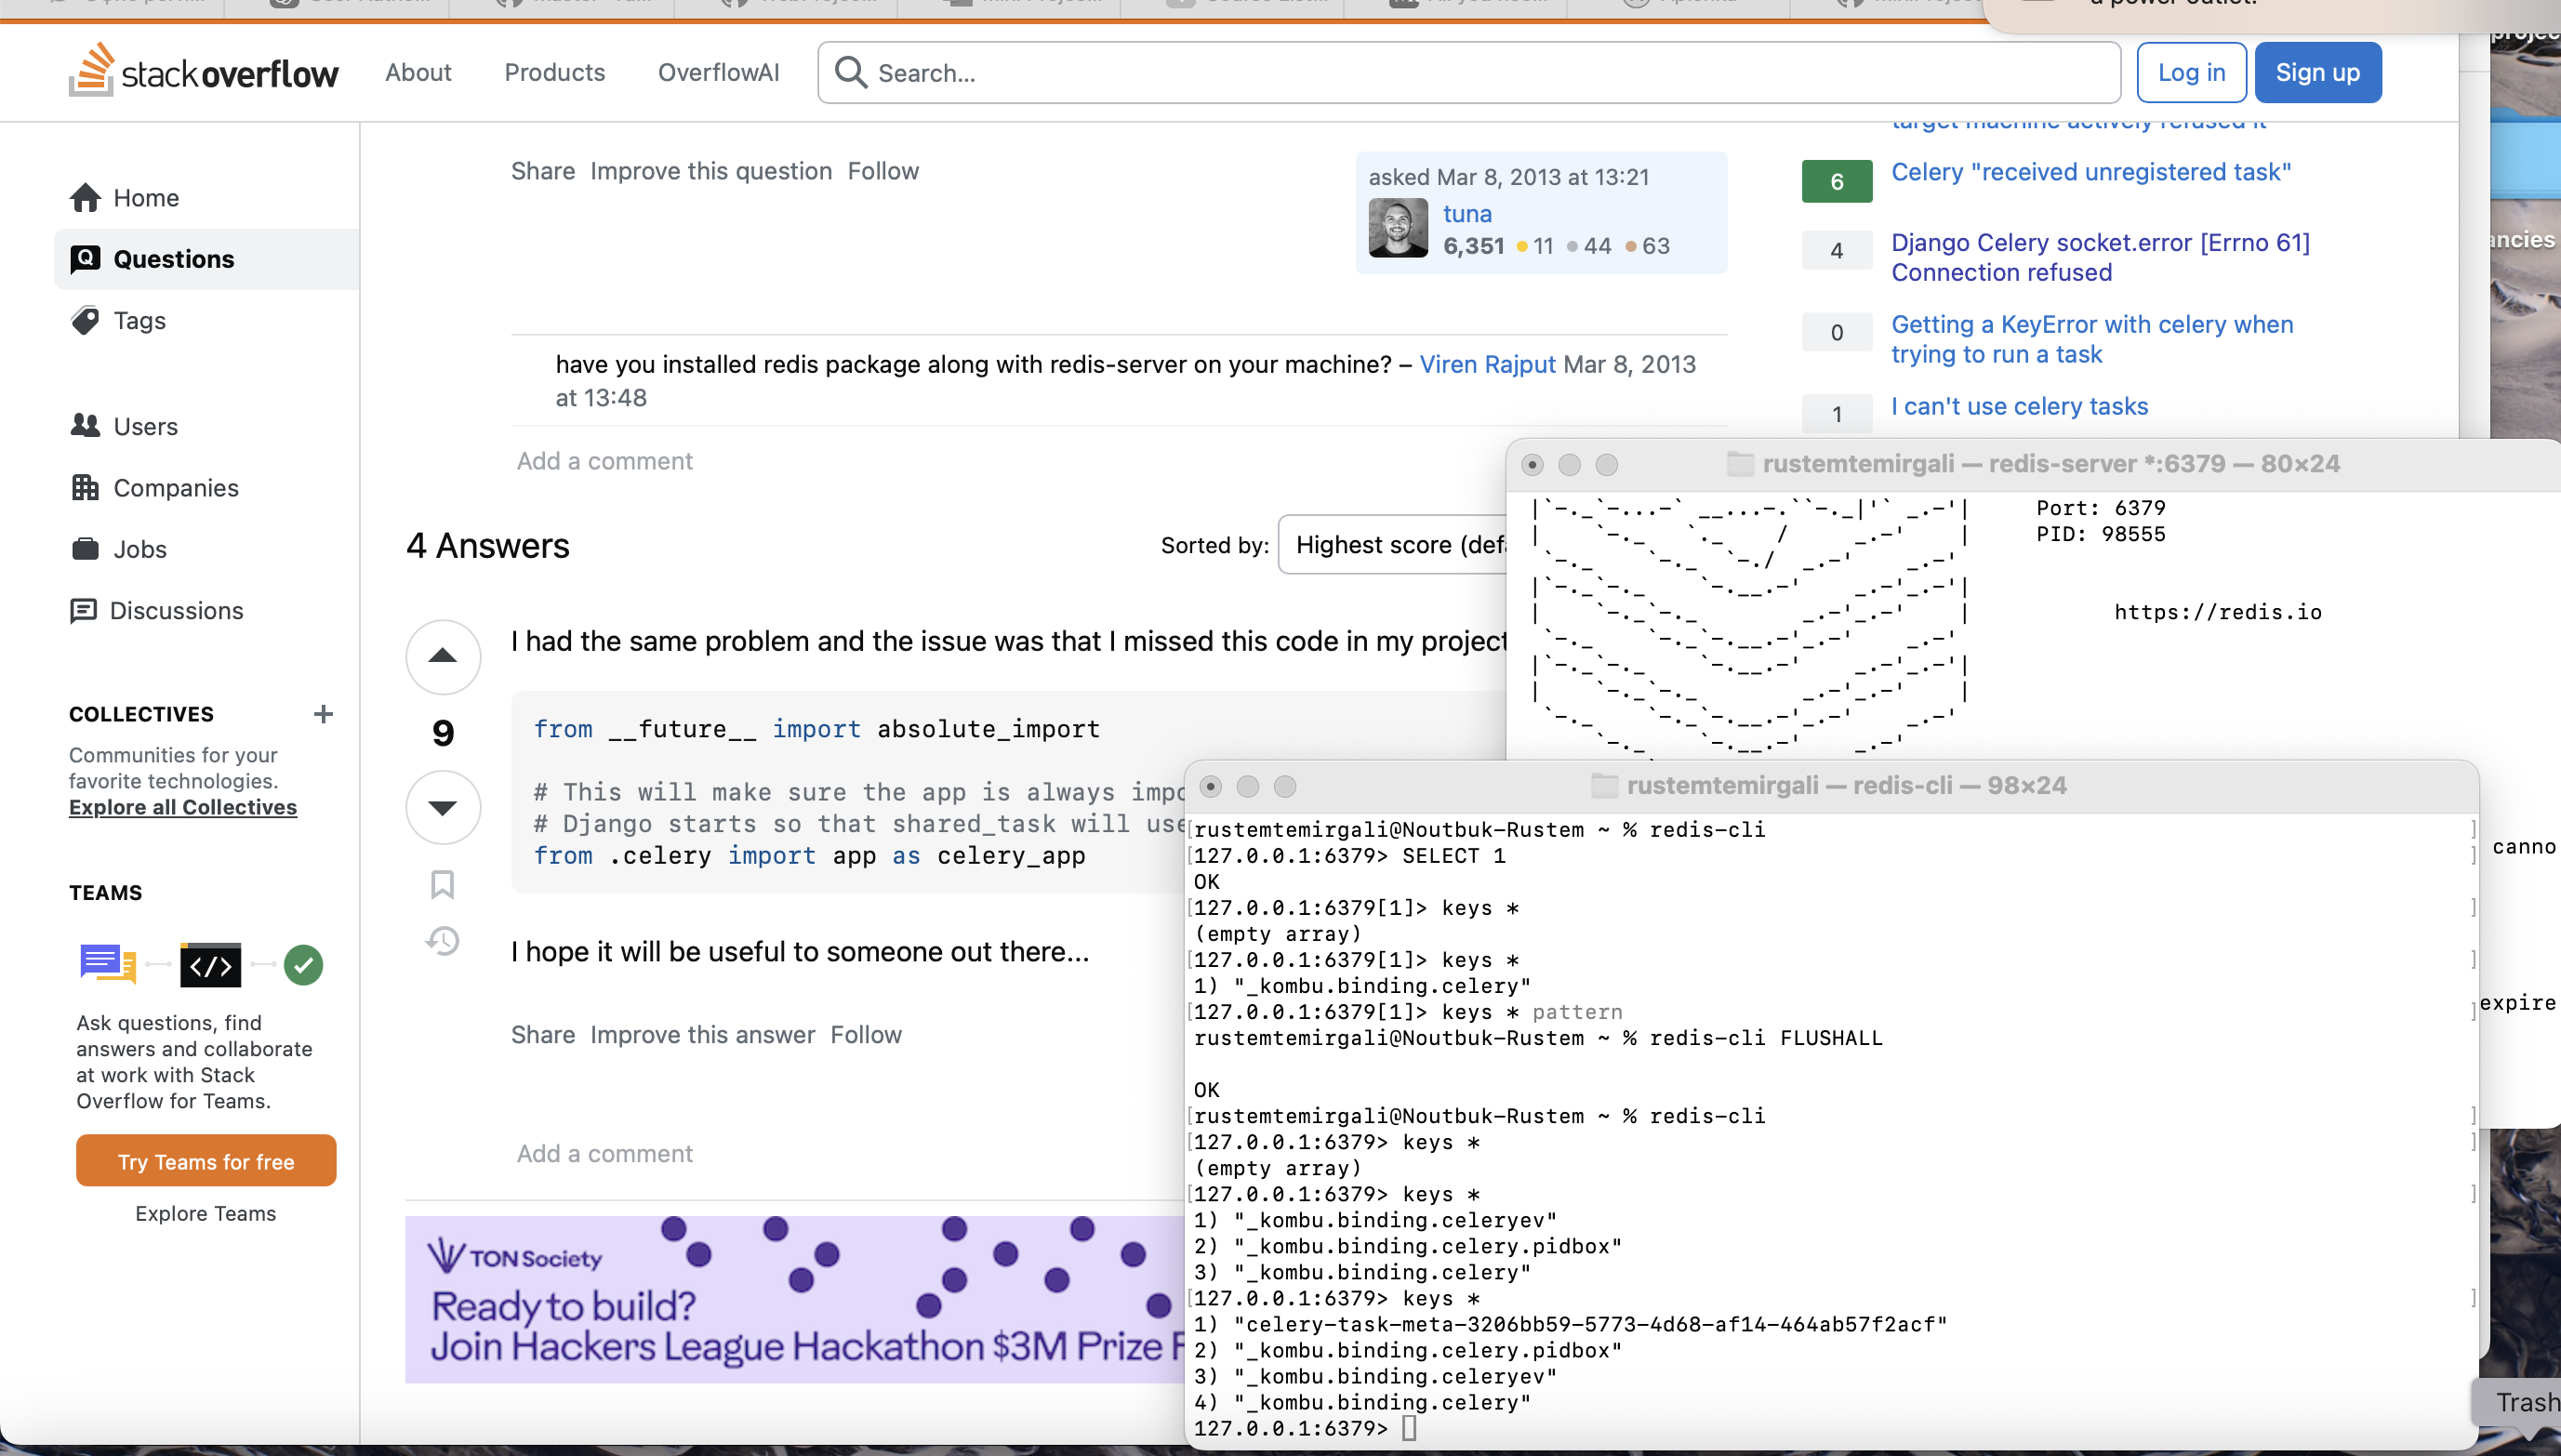 a power outlet.
stackoverflow
About
Products
OverflowAI
Search...
Log in
Sign up
Home
Questions
Tags
Users
Companies
Jobs
Discussions
COLLECTIVES
Communities for your
favorite technologies.
Explore all Collectives
TEAMS
</>
Ask questions, find
answers and collaborate
at work with Stack
Overflow for Teams.
Try Teams for free
Explore Teams
Share Improve this question Follow
asked Mar 8, 2013 at 13:21
tuna
6,351 11 44 63
have you installed redis package along with redis-server on your machine? – Viren Rajput Mar 8, 2013
at 13:48
Add a comment
4 Answers
Sorted by:
Highest score (def
9
I had the same problem and the issue was that I missed this code in my project
from __future__ import absolute_import
# This will make sure the app is always impo
# Django starts so that shared_task will use
from .celery import app as celery_app
I hope it will be useful to someone out there...
Share Improve this answer Follow
Add a comment
TON Society
Ready to build?
Join Hackers League Hackathon $3M Prize
target machine actively refused it
6
Celery "received unregistered task"
4
Django Celery socket.error [Errno 61]
Connection refused
0
Getting a KeyError with celery when
trying to run a task
1
I can't use celery tasks
rustemtemirgali — redis-server *:6379 — 80×24
Port: 6379
PID: 98555
https://redis.io
canno
expire
rustemtemirgali — redis-cli — 98×24
rustemtemirgali@Noutbuk-Rustem ~ % redis-cli
127.0.0.1:6379> SELECT 1
OK
127.0.0.1:6379[1]> keys *
(empty array)
127.0.0.1:6379[1]> keys *
1) "_kombu.binding.celery"
127.0.0.1:6379[1]> keys * pattern
rustemtemirgali@Noutbuk-Rustem ~ % redis-cli FLUSHALL
OK
rustemtemirgali@Noutbuk-Rustem ~ % redis-cli
127.0.0.1:6379> keys *
(empty array)
127.0.0.1:6379> keys *
1) "_kombu.binding.celeryev"
2) "_kombu.binding.celery.pidbox"
3) "_kombu.binding.celery"
127.0.0.1:6379> keys *
1) "celery-task-meta-3206bb59-5773-4d68-af14-464ab57f2acf"
2) "_kombu.binding.celery.pidbox"
3) "_kombu.binding.celeryev"
4) "_kombu.binding.celery"
127.0.0.1:6379>
ancies
Trash